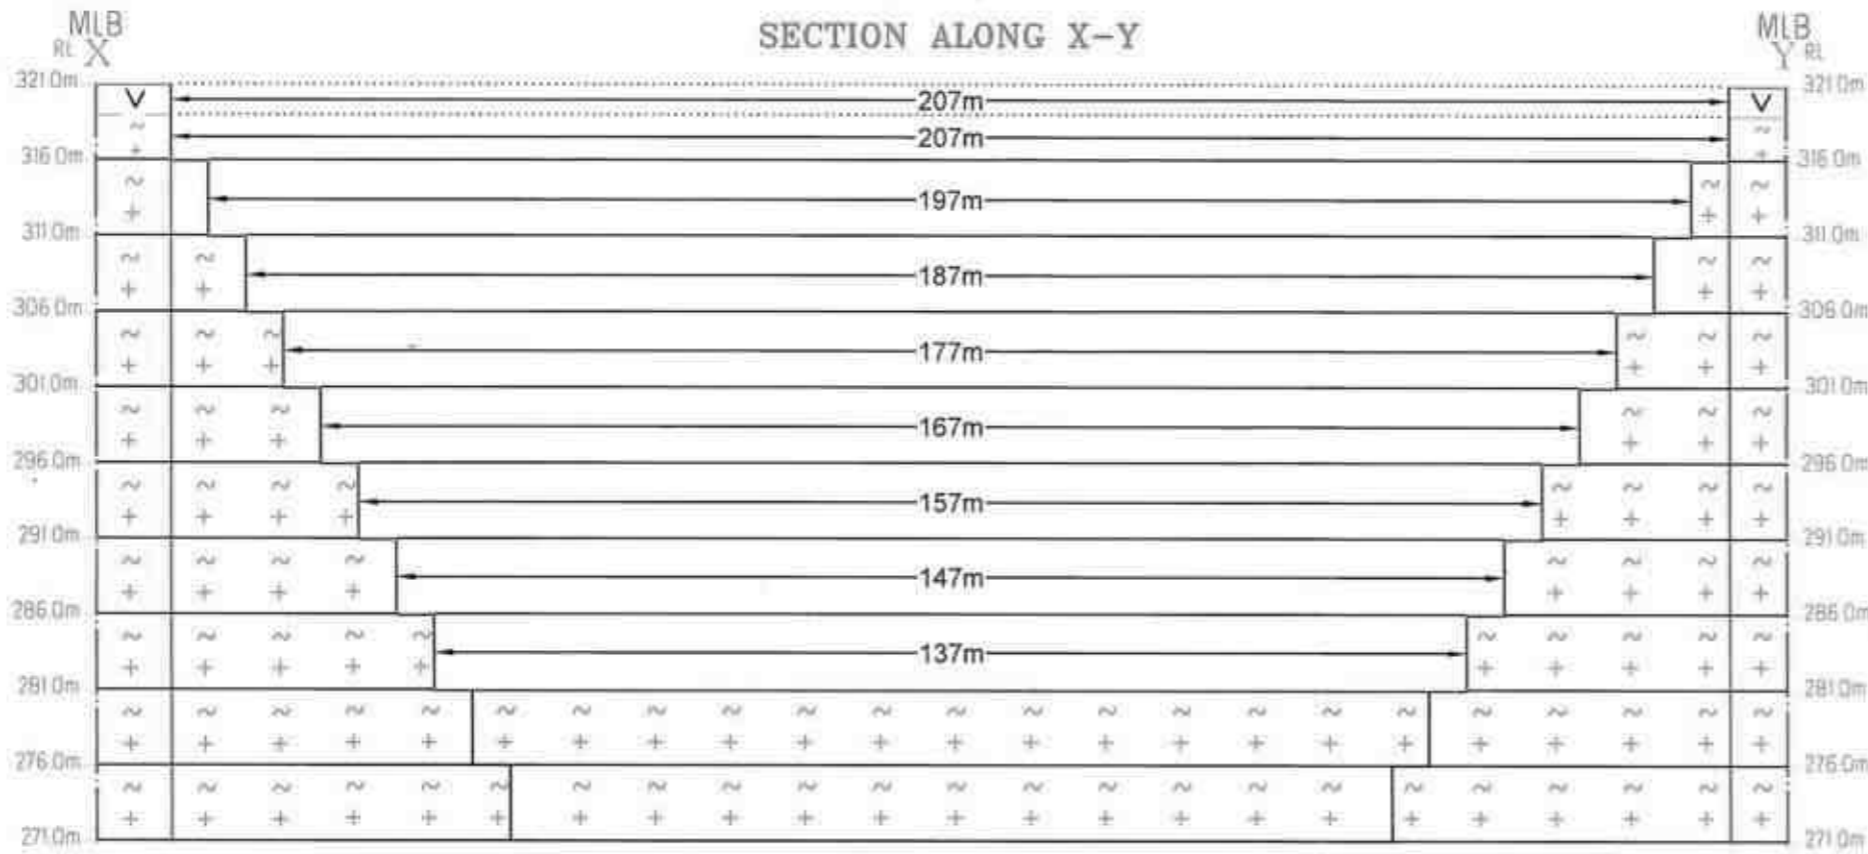 SECTION ALONG X-Y
MLB MLB
RL X Y RL
321.0m 321.0m
V 207m V
207m
316.0m 316.0m
197m
311.0m 311.0m
187m
306.0m 306.0m
177m
301.0m 301.0m
167m
296.0m 296.0m
157m
291.0m 291.0m
147m
286.0m 286.0m
137m
281.0m 281.0m
276.0m 276.0m
271.0m 271.0m